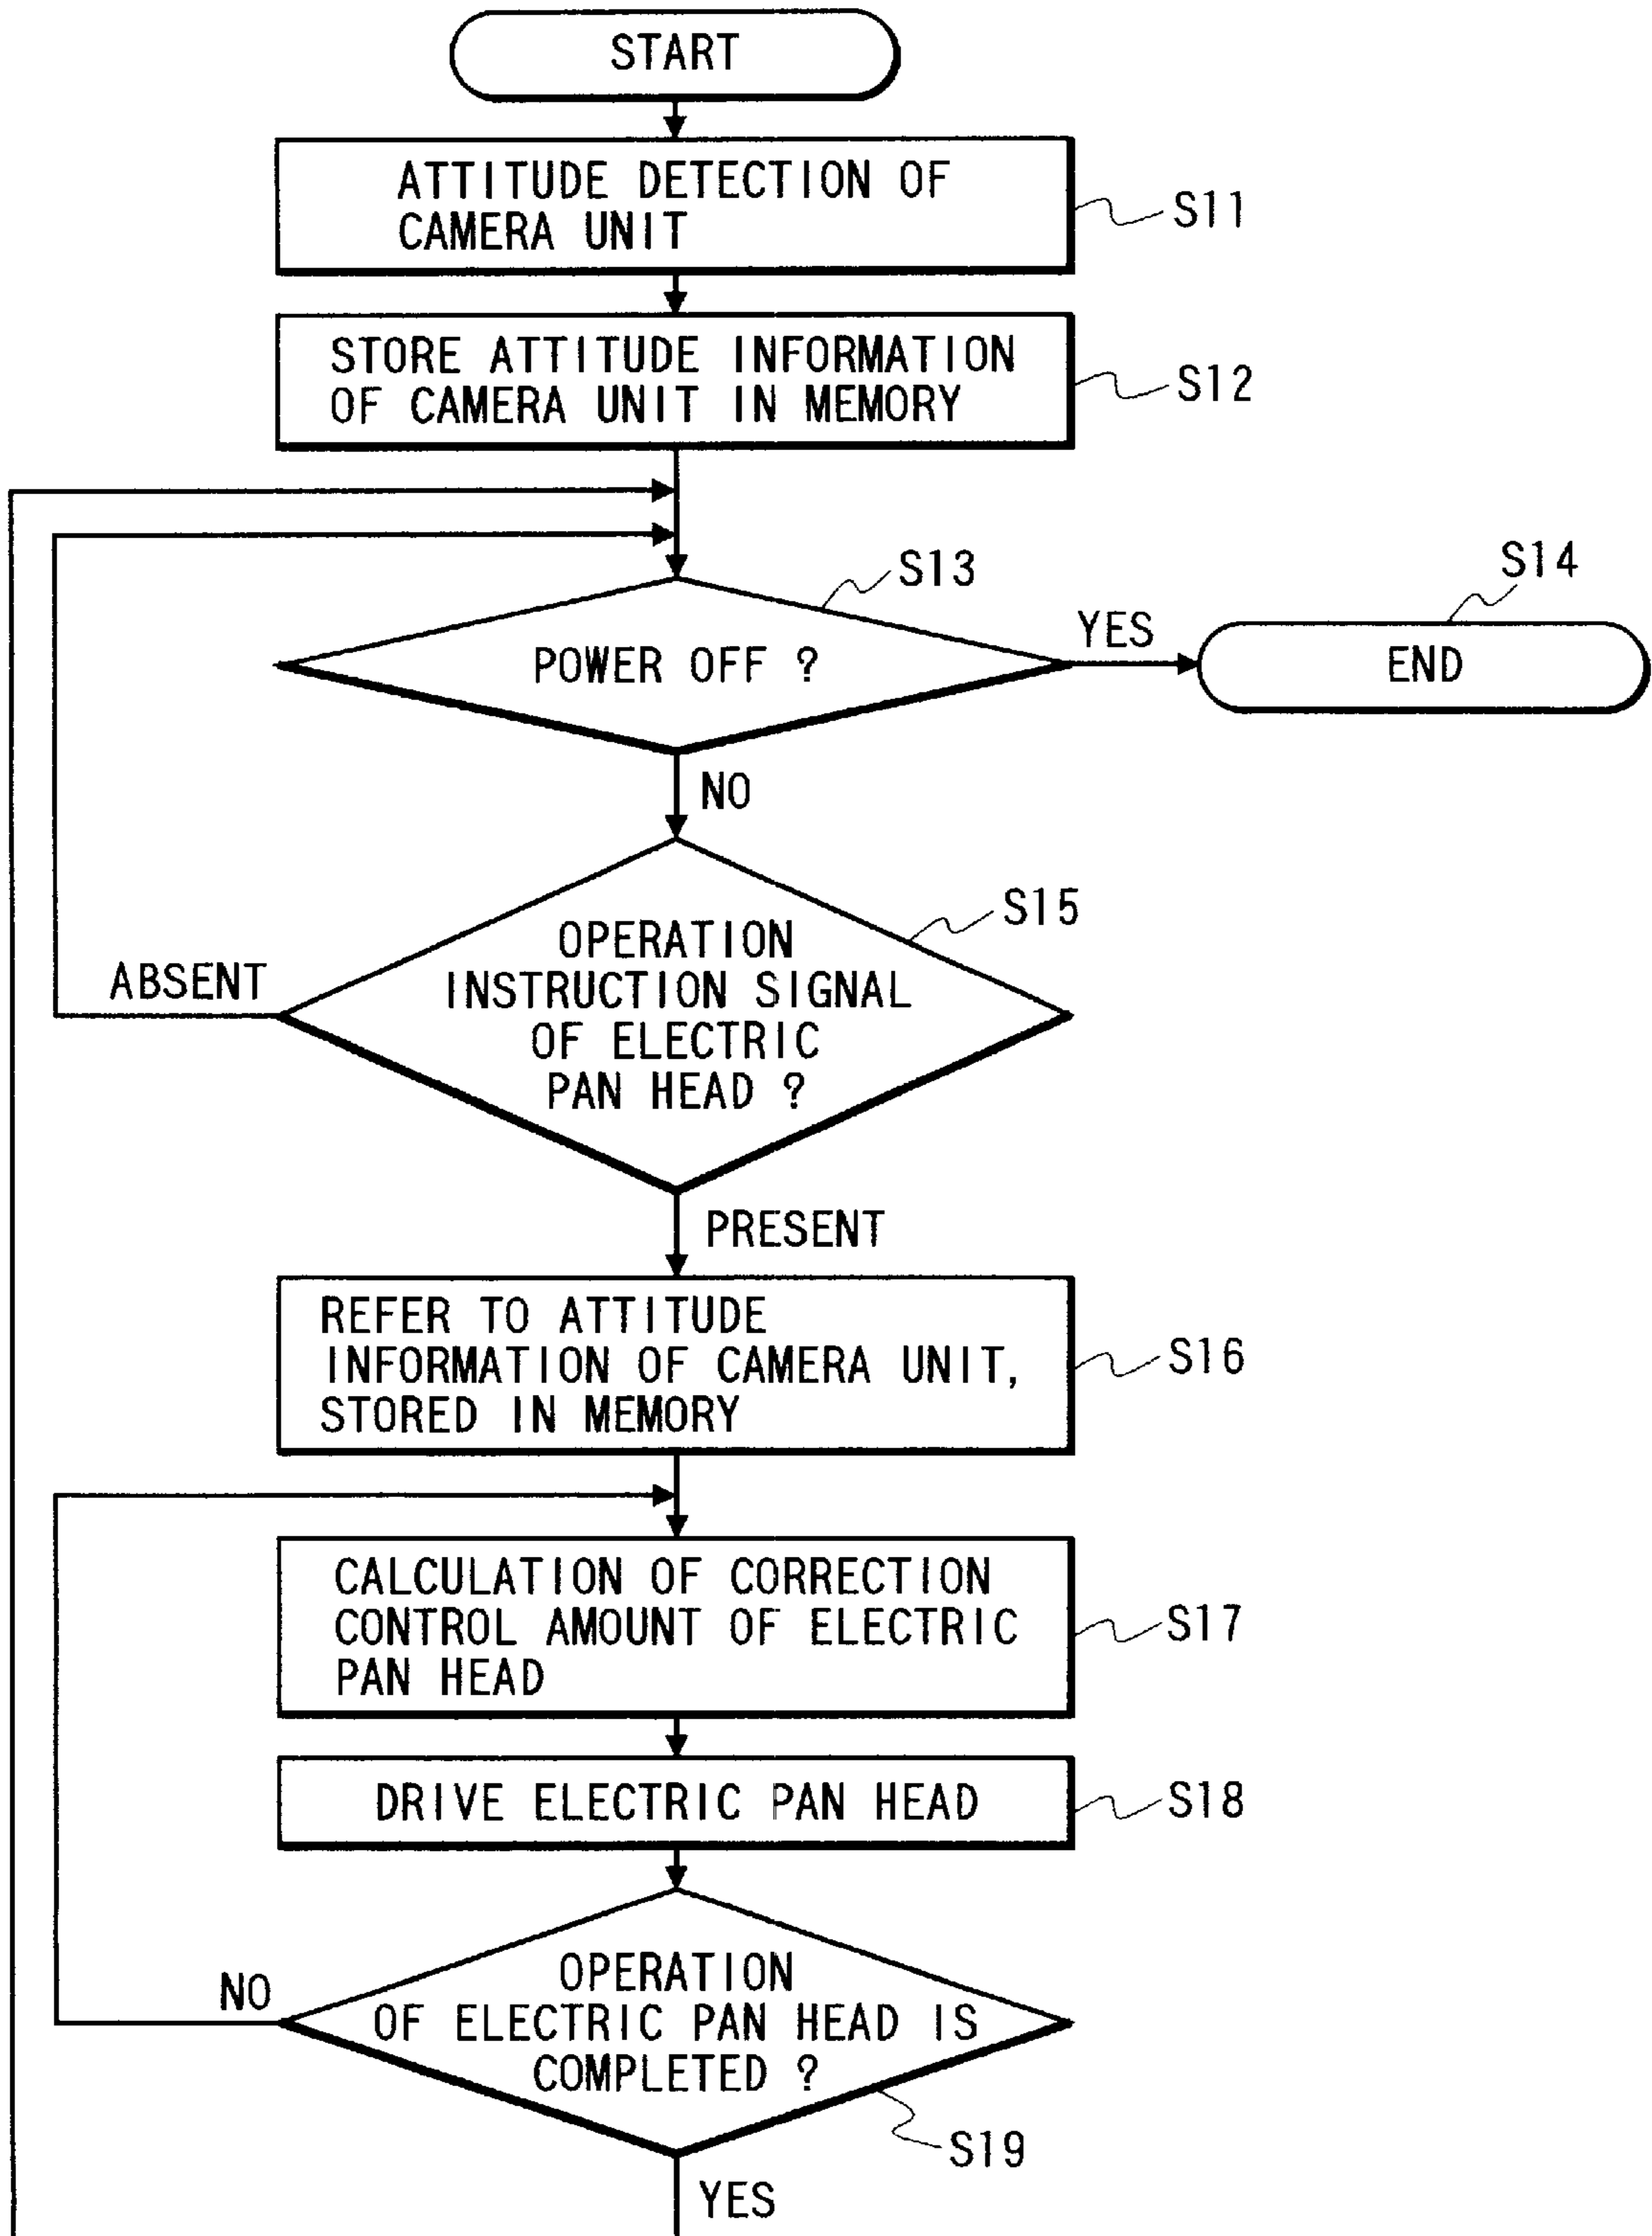 START
ATTITUDE DETECTION OF
CAMERA UNIT
S11
STORE ATTITUDE INFORMATION
OF CAMERA UNIT IN MEMORY
S12
S13
POWER OFF ?
YES
S14
END
NO
S15
OPERATION
INSTRUCTION SIGNAL
OF ELECTRIC
PAN HEAD ?
ABSENT
PRESENT
REFER TO ATTITUDE
INFORMATION OF CAMERA UNIT,
STORED IN MEMORY
S16
CALCULATION OF CORRECTION
CONTROL AMOUNT OF ELECTRIC
PAN HEAD
S17
DRIVE ELECTRIC PAN HEAD
S18
OPERATION
OF ELECTRIC PAN HEAD IS
COMPLETED ?
NO
S19
YES